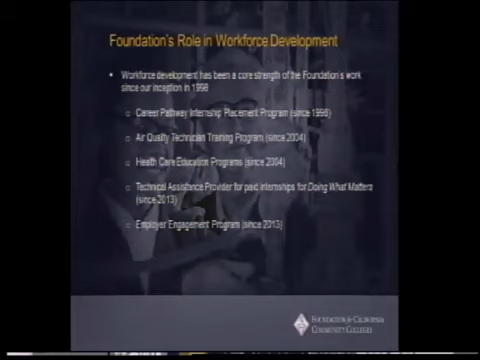 Foundation's Role in Workforce Development
• Workforce development has been a core strength of the Foundation's work
since our inception in 1998
Career Pathway Internship Placement Program (since 1998)
Air Quality Technician Training Program (since 2004)
Health Care Education Programs (since 2004)
Technical Assistance Provider for paid internships for Doing What Matters
(since 2013)
Employer Engagement Program (since 2013)
FOUNDATION for CALIFORNIA
COMMUNITY COLLEGES